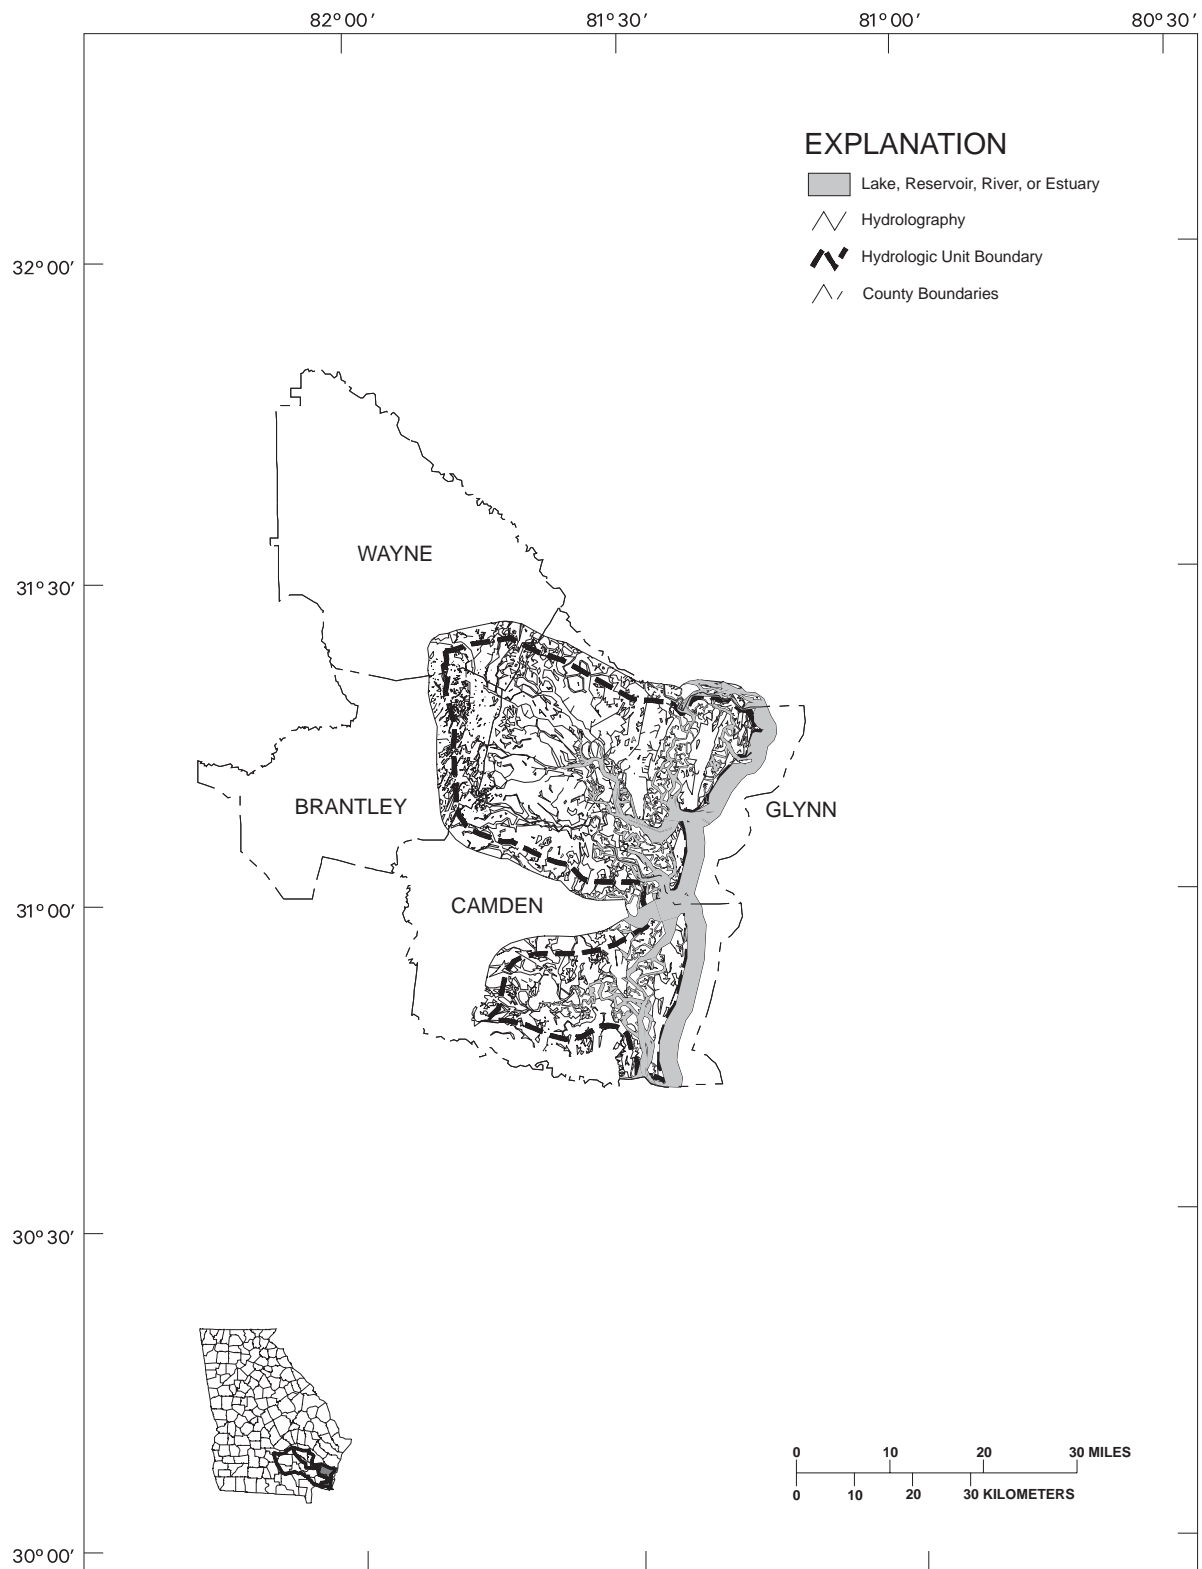 82°00′ 81°30′ 81°00′ 80°30′
EXPLANATION
Lake, Reservoir, River, or Estuary
Hydrolography
Hydrologic Unit Boundary
County Boundaries
32°00′
WAYNE
31°30′
BRANTLEY
GLYNN
31°00′
CAMDEN
30°30′
0 10 20 30 MILES
0 10 20 30 KILOMETERS
30°00′